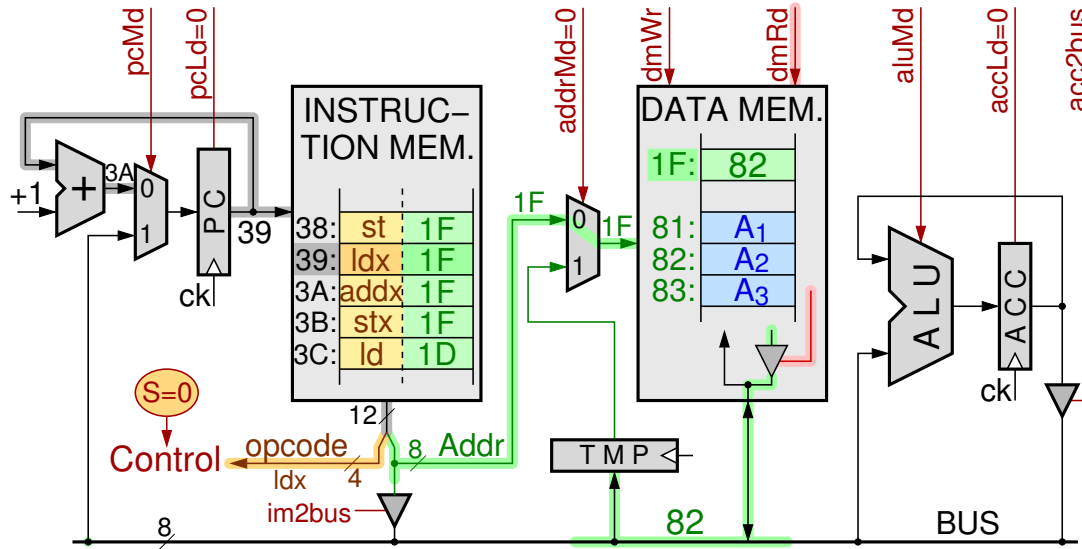 pcMd
pcLd=0
addrMd=0
dmWr
dmRd
aluMd
accLd=0
acc2bus
INSTRUC–
TION MEM.
DATA MEM.
+1
+
3A
0
1
PC
39
ck
38: st 1F
39: ldx 1F
3A: addx 1F
3B: stx 1F
3C: ld 1D
1F
0
1
1F
1F: 82
81: A1
82: A2
83: A3
ALU
ACC
ck
S=0
Control
opcode
ldx
4
12
8
Addr
im2bus
TMP
8
82
BUS